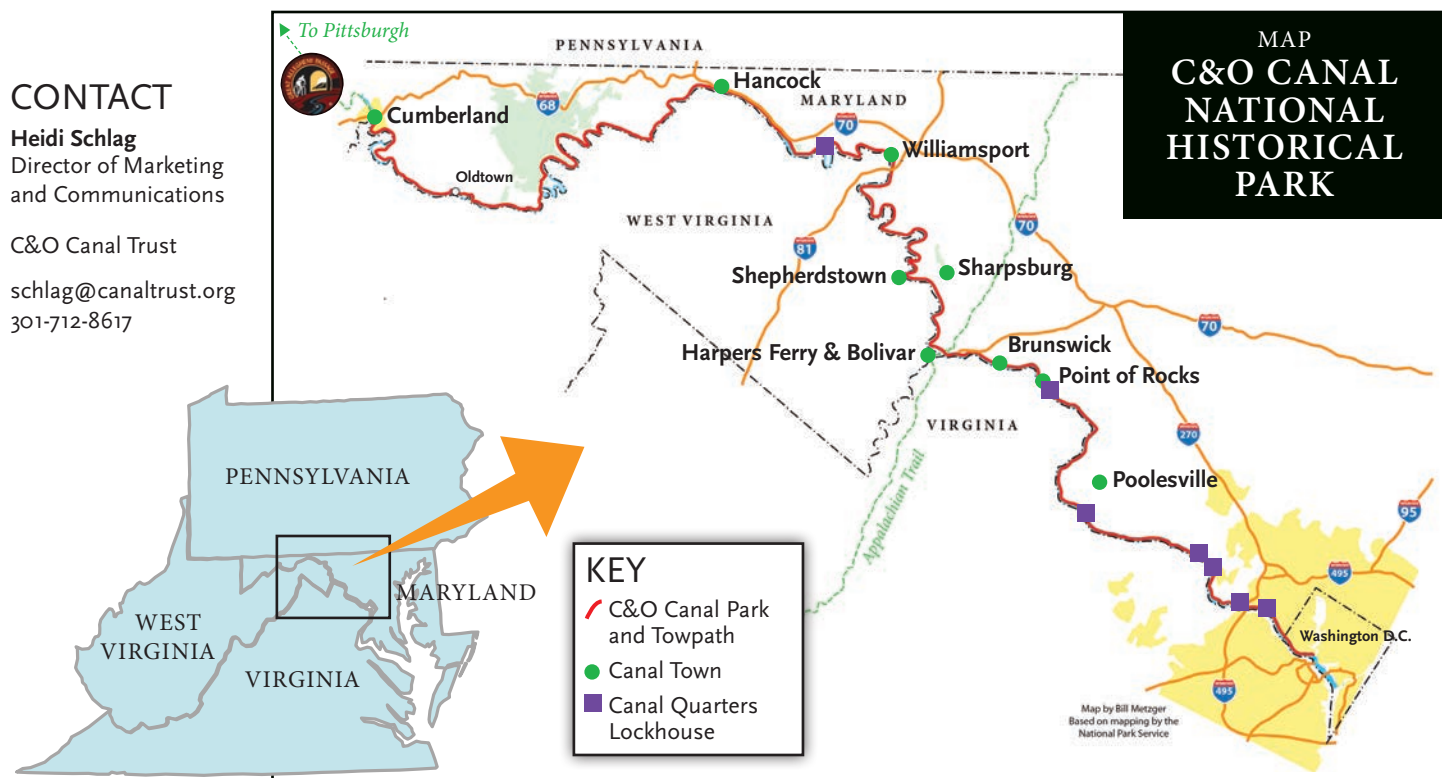 CONTACT
Heidi Schlag
Director of Marketing
and Communications
C&O Canal Trust
schlag@canaltrust.org
301-712-8617
MAP
C&O CANAL
NATIONAL
HISTORICAL
PARK
To Pittsburgh
PENNSYLVANIA
Hancock
MARYLAND
Cumberland
68
70
Williamsport
Oldtown
WEST VIRGINIA
81
70
Shepherdstown
Sharpsburg
70
Harpers Ferry & Bolivar
Brunswick
Point of Rocks
VIRGINIA
270
Appalachian Trail
Poolesville
95
495
Washington D.C.
495
Map by Bill Metzger
Based on mapping by the
National Park Service
PENNSYLVANIA
MARYLAND
WEST
VIRGINIA
VIRGINIA
KEY
C&O Canal Park
and Towpath
Canal Town
Canal Quarters
Lockhouse